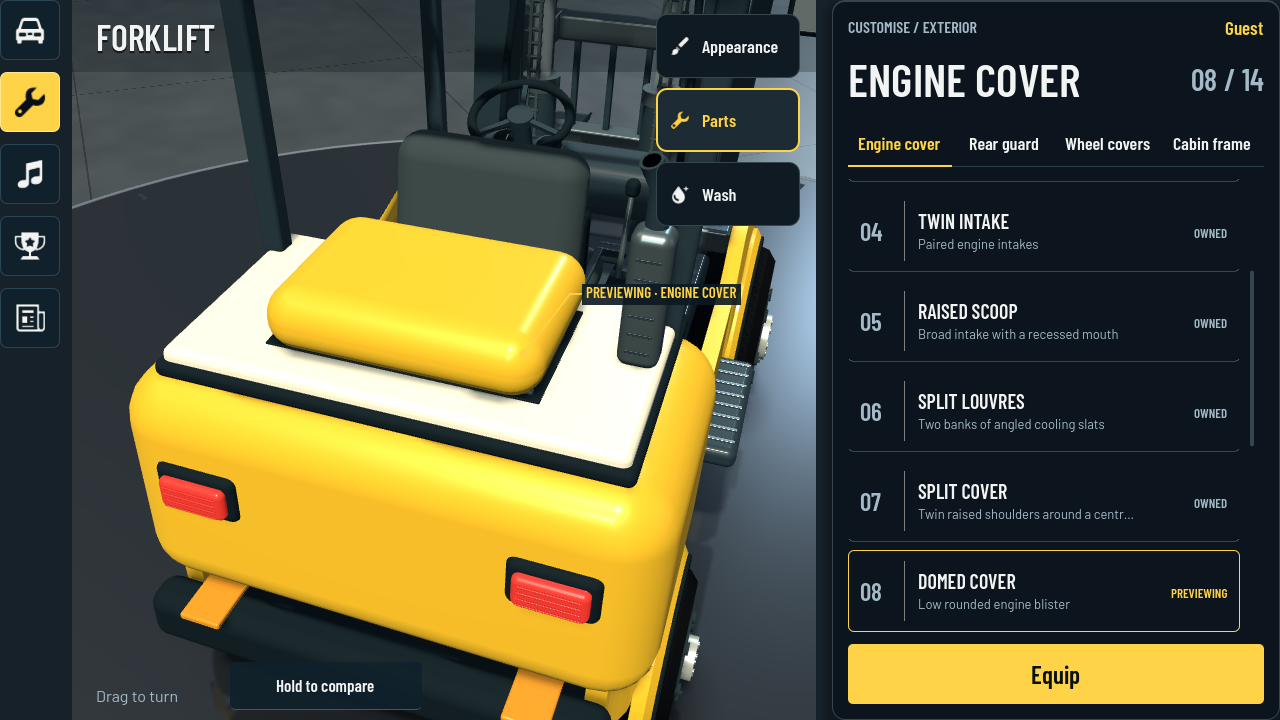 FORKLIFT
Appearance
Parts
Wash
PREVIEWING · ENGINE COVER
Hold to compare
Drag to turn
CUSTOMISE / EXTERIOR
Guest
ENGINE COVER
08 / 14
Engine cover
Rear guard
Wheel covers
Cabin frame
04
TWIN INTAKE
Paired engine intakes
OWNED
05
RAISED SCOOP
Broad intake with a recessed mouth
OWNED
06
SPLIT LOUVRES
Two banks of angled cooling slats
OWNED
07
SPLIT COVER
Twin raised shoulders around a centr...
OWNED
08
DOMED COVER
Low rounded engine blister
PREVIEWING
Equip